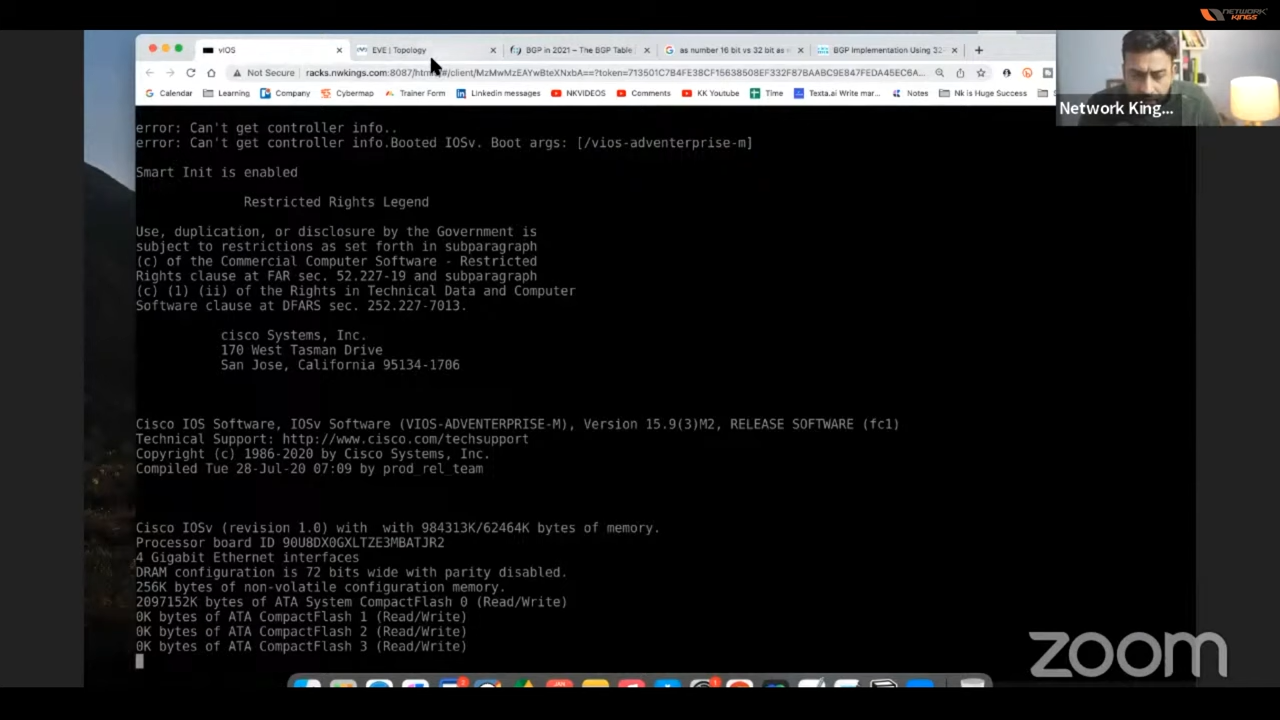 NETWORK KINGS
vIOS
EVE | Topology
BGP in 2021 – The BGP Table
as number 16 bit vs 32 bit as
BGP Implementation Using 32-
Not Secure
Calendar
Learning
Company
Cybermap
Trainer Form
Linkedin messages
NKVIDEOS
Comments
KK Youtube
Time
Texta.ai Write mar...
Notes
Nk is Huge Success
Network King...
error: Can't get controller info..
error: Can't get controller info.Booted IOSv. Boot args: [/vios-adventerprise-m]
Smart Init is enabled
Restricted Rights Legend
Use, duplication, or disclosure by the Government is
subject to restrictions as set forth in subparagraph
(c) of the Commercial Computer Software - Restricted
Rights clause at FAR sec. 52.227-19 and subparagraph
(c) (1) (ii) of the Rights in Technical Data and Computer
Software clause at DFARS sec. 252.227-7013.
cisco Systems, Inc.
170 West Tasman Drive
San Jose, California 95134-1706
Cisco IOS Software, IOSv Software (VIOS-ADVENTERPRISE-M), Version 15.9(3)M2, RELEASE SOFTWARE (fc1)
Technical Support: http://www.cisco.com/techsupport
Copyright (c) 1986-2020 by Cisco Systems, Inc.
Compiled Tue 28-Jul-20 07:09 by prod_rel_team
Cisco IOSv (revision 1.0) with  with 984313K/62464K bytes of memory.
Processor board ID 90U8DX0GXLTZE3MBATJR2
4 Gigabit Ethernet interfaces
DRAM configuration is 72 bits wide with parity disabled.
256K bytes of non-volatile configuration memory.
2097152K bytes of ATA System CompactFlash 0 (Read/Write)
0K bytes of ATA CompactFlash 1 (Read/Write)
0K bytes of ATA CompactFlash 2 (Read/Write)
0K bytes of ATA CompactFlash 3 (Read/Write)
zoom